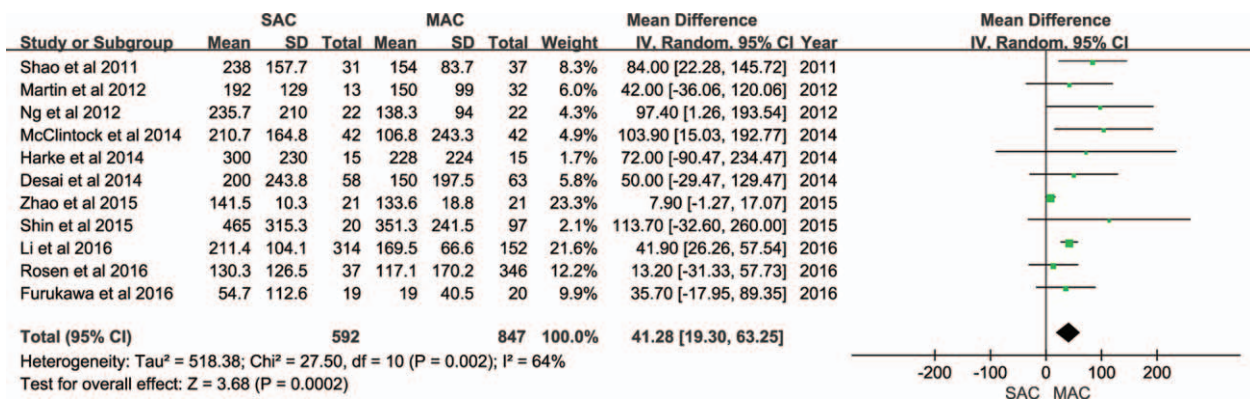 SAC MAC Mean Difference Mean Difference
Study or Subgroup Mean SD Total Mean SD Total Weight IV. Random, 95% CI Year IV. Random, 95% CI
Shao et al 2011 238 157.7 31 154 83.7 37 8.3% 84.00 [22.28, 145.72] 2011
Martin et al 2012 192 129 13 150 99 32 6.0% 42.00 [-36.06, 120.06] 2012
Ng et al 2012 235.7 210 22 138.3 94 22 4.3% 97.40 [1.26, 193.54] 2012
McClintock et al 2014 210.7 164.8 42 106.8 243.3 42 4.9% 103.90 [15.03, 192.77] 2014
Harke et al 2014 300 230 15 228 224 15 1.7% 72.00 [-90.47, 234.47] 2014
Desai et al 2014 200 243.8 58 150 197.5 63 5.8% 50.00 [-29.47, 129.47] 2014
Zhao et al 2015 141.5 10.3 21 133.6 18.8 21 23.3% 7.90 [-1.27, 17.07] 2015
Shin et al 2015 465 315.3 20 351.3 241.5 97 2.1% 113.70 [-32.60, 260.00] 2015
Li et al 2016 211.4 104.1 314 169.5 66.6 152 21.6% 41.90 [26.26, 57.54] 2016
Rosen et al 2016 130.3 126.5 37 117.1 170.2 346 12.2% 13.20 [-31.33, 57.73] 2016
Furukawa et al 2016 54.7 112.6 19 19 40.5 20 9.9% 35.70 [-17.95, 89.35] 2016
Total (95% CI) 592 847 100.0% 41.28 [19.30, 63.25]
Heterogeneity: Tau² = 518.38; Chi² = 27.50, df = 10 (P = 0.002); I² = 64%
Test for overall effect: Z = 3.68 (P = 0.0002)
-200 -100 0 100 200
SAC MAC